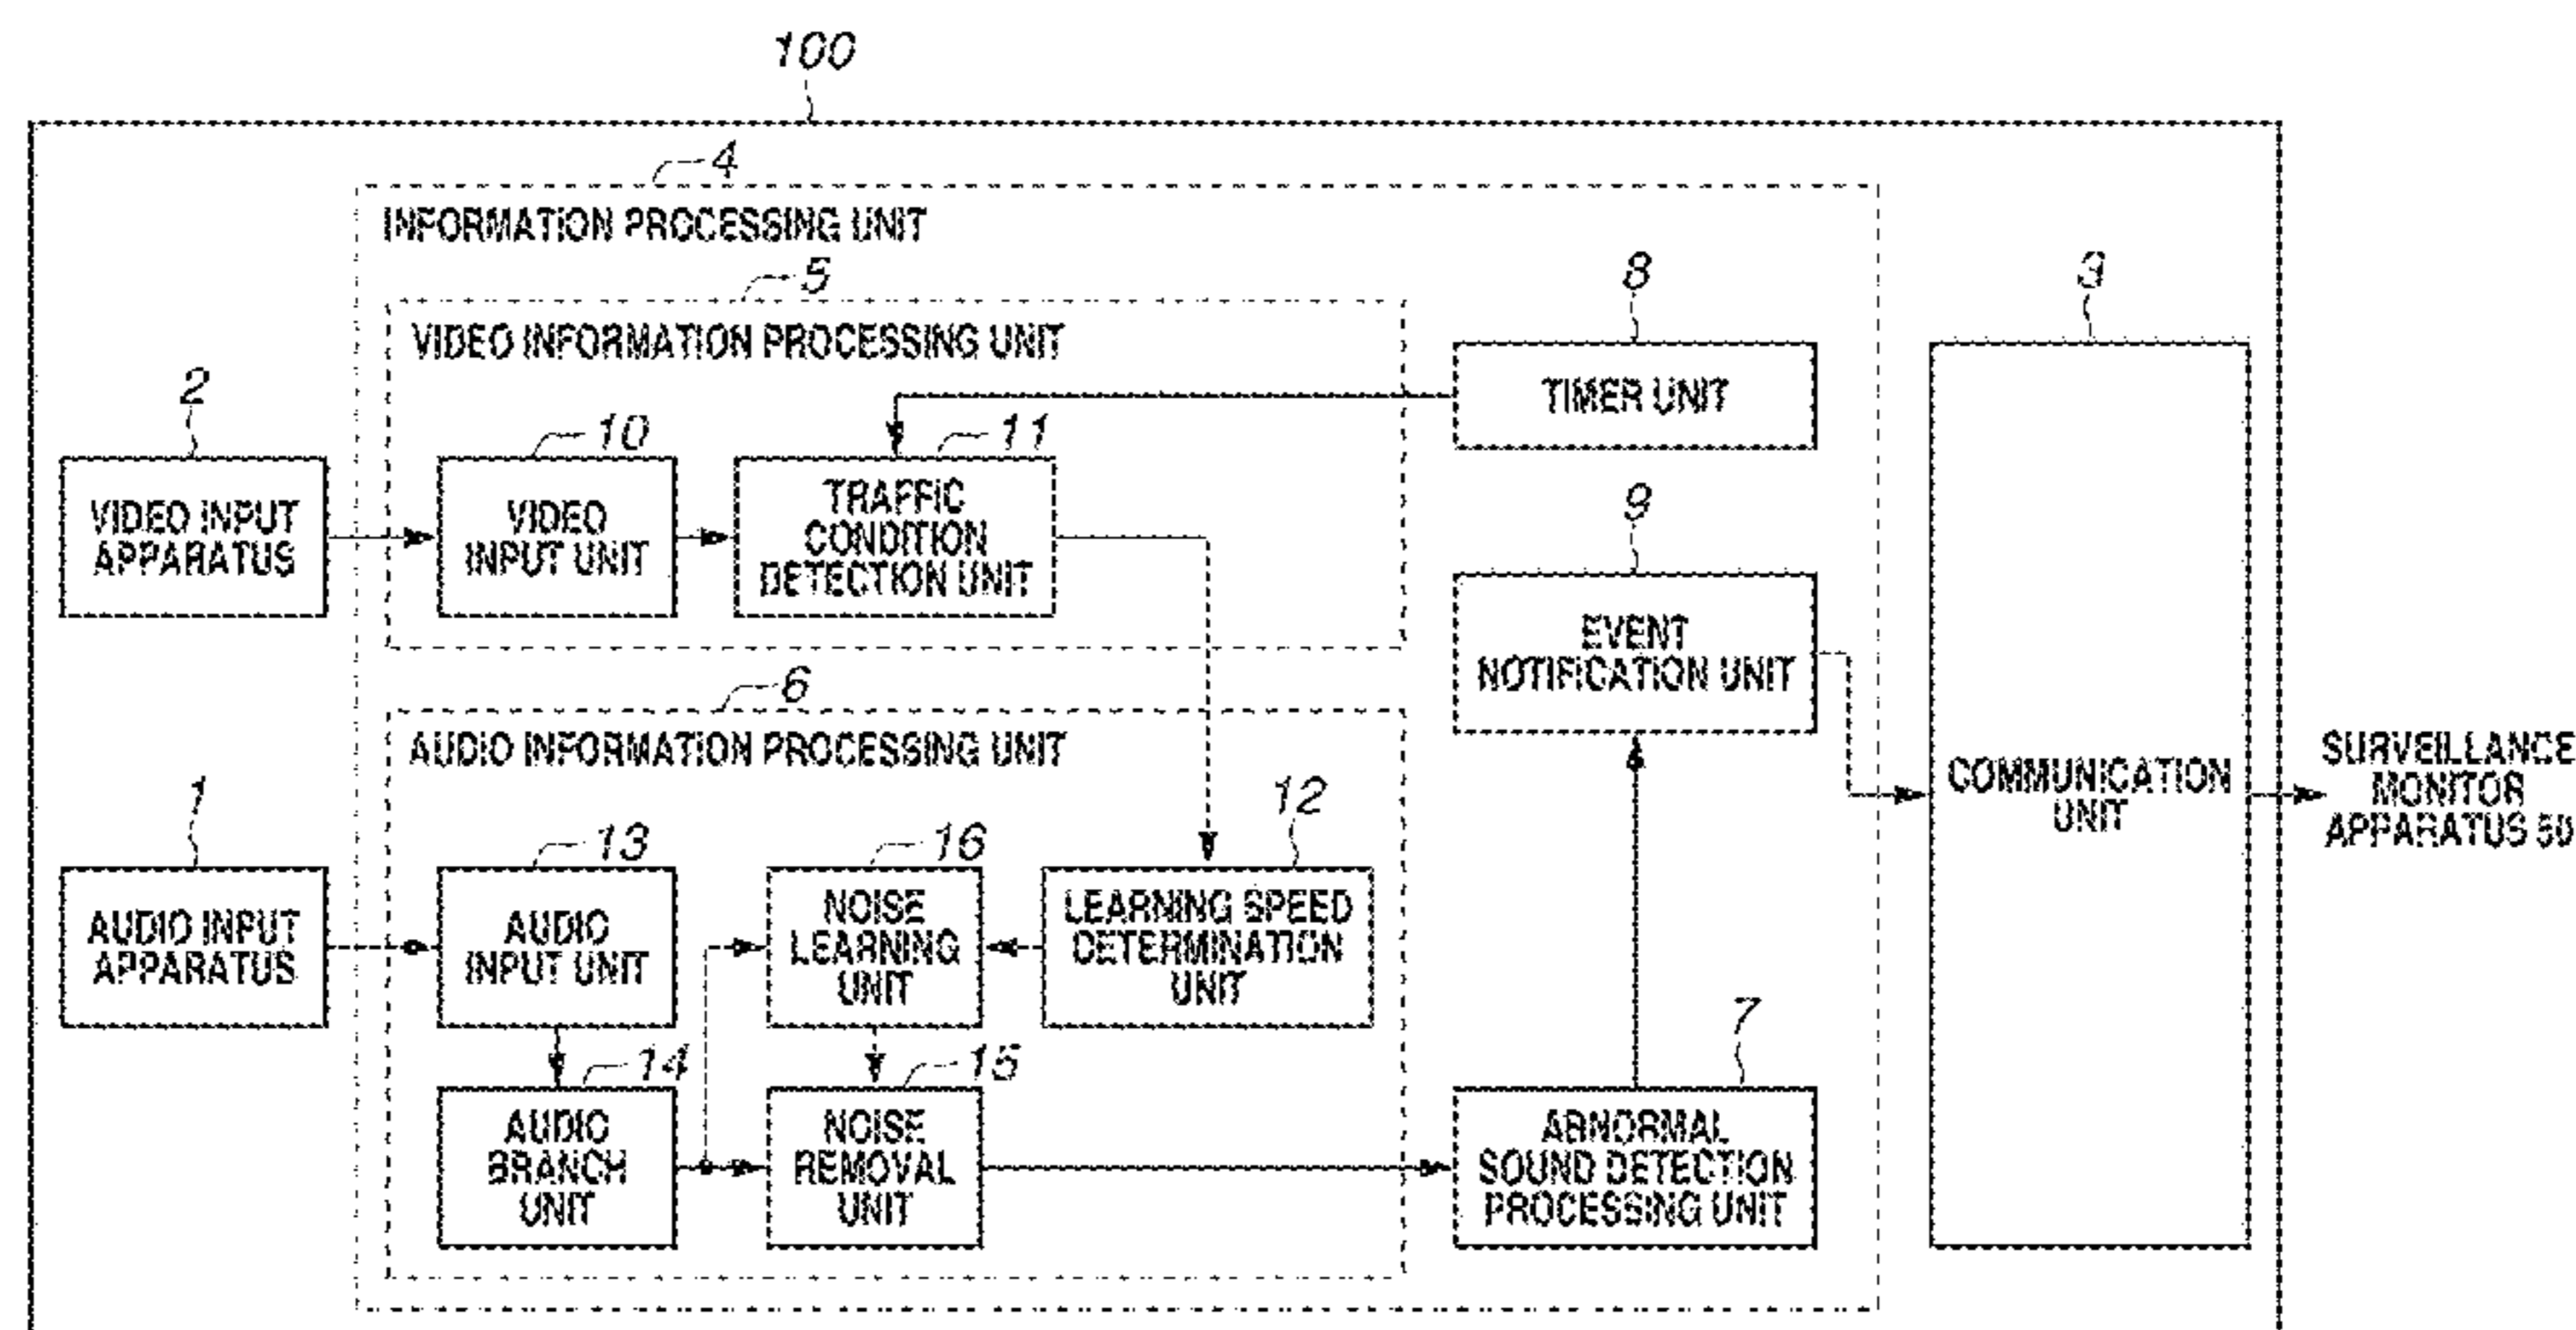 100
4
INFORMATION PROCESSING UNIT
5
VIDEO INFORMATION PROCESSING UNIT
8
TIMER UNIT
3
COMMUNICATION
UNIT
2
VIDEO INPUT
APPARATUS
10
VIDEO
INPUT UNIT
11
TRAFFIC
CONDITION
DETECTION UNIT
9
EVENT
NOTIFICATION UNIT
SURVEILLANCE
MONITOR
APPARATUS 50
6
AUDIO INFORMATION PROCESSING UNIT
1
AUDIO INPUT
APPARATUS
13
AUDIO
INPUT UNIT
16
NOISE
LEARNING
UNIT
12
LEARNING SPEED
DETERMINATION
UNIT
14
AUDIO
BRANCH
UNIT
15
NOISE
REMOVAL
UNIT
7
ABNORMAL
SOUND DETECTION
PROCESSING UNIT